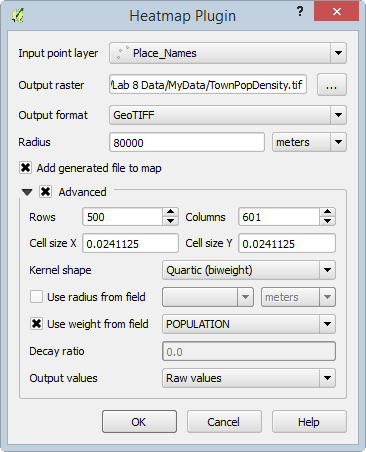 Heatmap Plugin ? x
Input point layer Place_Names
Output raster /Lab 8 Data/MyData/TownPopDensity.tif ...
Output format GeoTIFF
Radius 80000 meters
Add generated file to map
Advanced
Rows 500 Columns 601
Cell size X 0.0241125 Cell size Y 0.0241125
Kernel shape Quartic (biweight)
Use radius from field meters
Use weight from field POPULATION
Decay ratio 0.0
Output values Raw values
OK Cancel Help